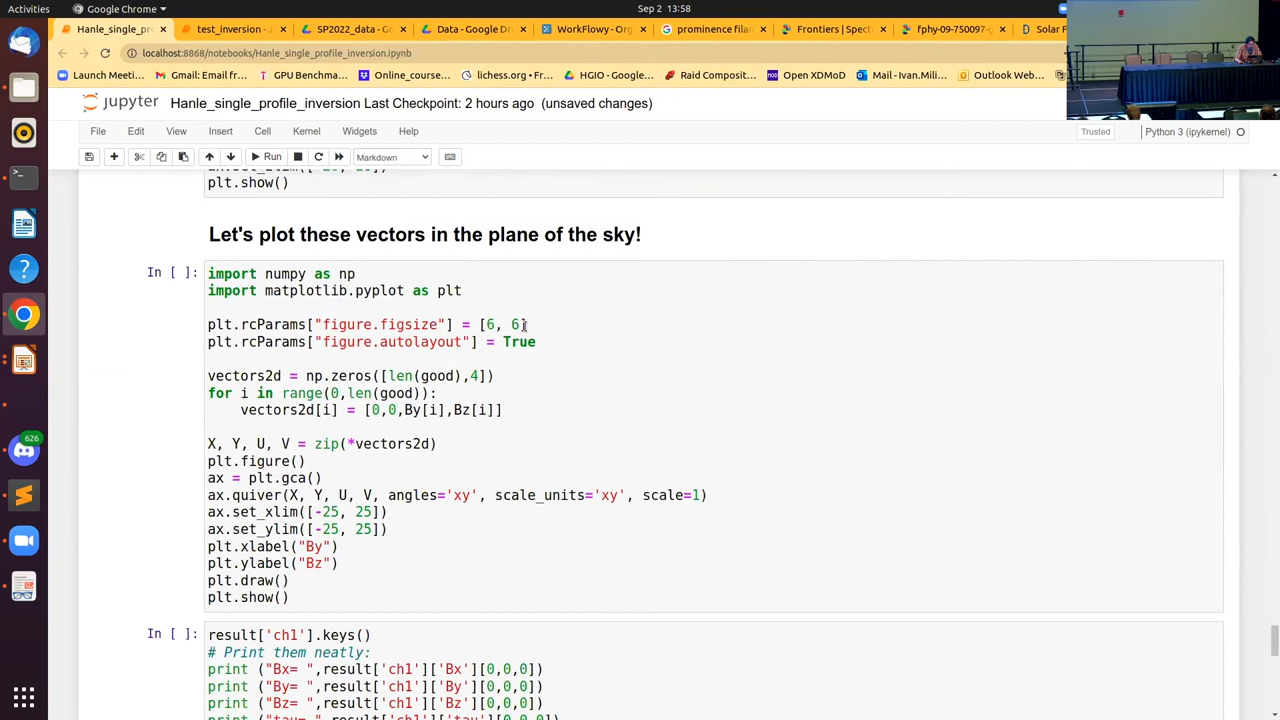 Activities
Google Chrome
Sep 2 13:58
Hanle_single_pro
test_inversion - J
SP2022_data - G
Data - Google Dr
WorkFlowy - Org
prominence filam
Frontiers | Spect
fphy-09-750097-
Solar F
localhost:8868/notebooks/Hanle_single_profile_inversion.ipynb
Launch Meeti...
Gmail: Email fr...
GPU Benchma...
Online_course...
lichess.org • Fr...
HGIO - Google...
Raid Composit...
Open XDMoD
Mail - Ivan.Mili...
Outlook Web...
jupyter
Hanle_single_profile_inversion Last Checkpoint: 2 hours ago (unsaved changes)
File Edit View Insert Cell Kernel Widgets Help
Trusted
Python 3 (ipykernel)
Run
Markdown
plt.show()
Let's plot these vectors in the plane of the sky!
In [ ]:
import numpy as np
import matplotlib.pyplot as plt
plt.rcParams["figure.figsize"] = [6, 6]
plt.rcParams["figure.autolayout"] = True
vectors2d = np.zeros([len(good),4])
for i in range(0,len(good)):
vectors2d[i] = [0,0,By[i],Bz[i]]
X, Y, U, V = zip(*vectors2d)
plt.figure()
ax = plt.gca()
ax.quiver(X, Y, U, V, angles='xy', scale_units='xy', scale=1)
ax.set_xlim([-25, 25])
ax.set_ylim([-25, 25])
plt.xlabel("By")
plt.ylabel("Bz")
plt.draw()
plt.show()
In [ ]:
result['ch1'].keys()
# Print them neatly:
print ("Bx= ",result['ch1']['Bx'][0,0,0])
print ("By= ",result['ch1']['By'][0,0,0])
print ("Bz= ",result['ch1']['Bz'][0,0,0])
print ("tau= ",result['ch1']['tau'][0,0,0])
626